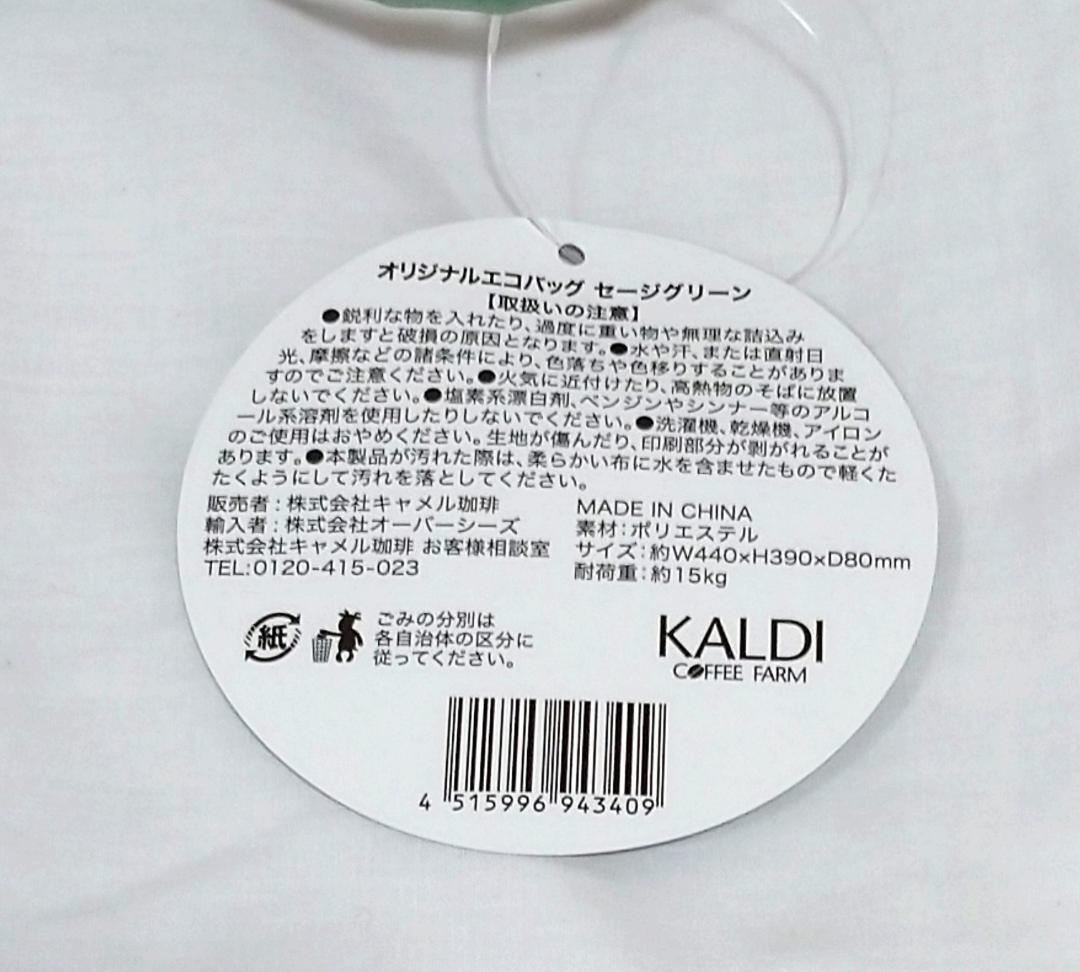 オリジナルエコバッグ セージグリーン
【取扱いの注意】
●鋭利な物を入れたり、過度に重い物や無理な詰込み
をしますと破損の原因となります。●水や汗、または直射日
光、摩擦などの諸条件により、色落ちや色移りすることがありま
すのでご注意ください。●火気に近付けたり、高熱物のそばに放置
しないでください。●塩素系漂白剤、ベンジンやシンナー等のアルコ
ール系溶剤を使用したりしないでください。●洗濯機、乾燥機、アイロン
のご使用はおやめください。生地が傷んだり、印刷部分が剥がれることが
あります。●本製品が汚れた際は、柔らかい布に水を含ませたもので軽くた
たくようにして汚れを落としてください。
販売者：株式会社キャメル珈琲
輸入者：株式会社オーバーシーズ
株式会社キャメル珈琲 お客様相談室
TEL:0120-415-023
MADE IN CHINA
素材：ポリエステル
サイズ：約W440×H390×D80mm
耐荷重：約15kg
紙
ごみの分別は
各自治体の区分に
従ってください。
KALDI
COFFEE FARM
4 515996 943409